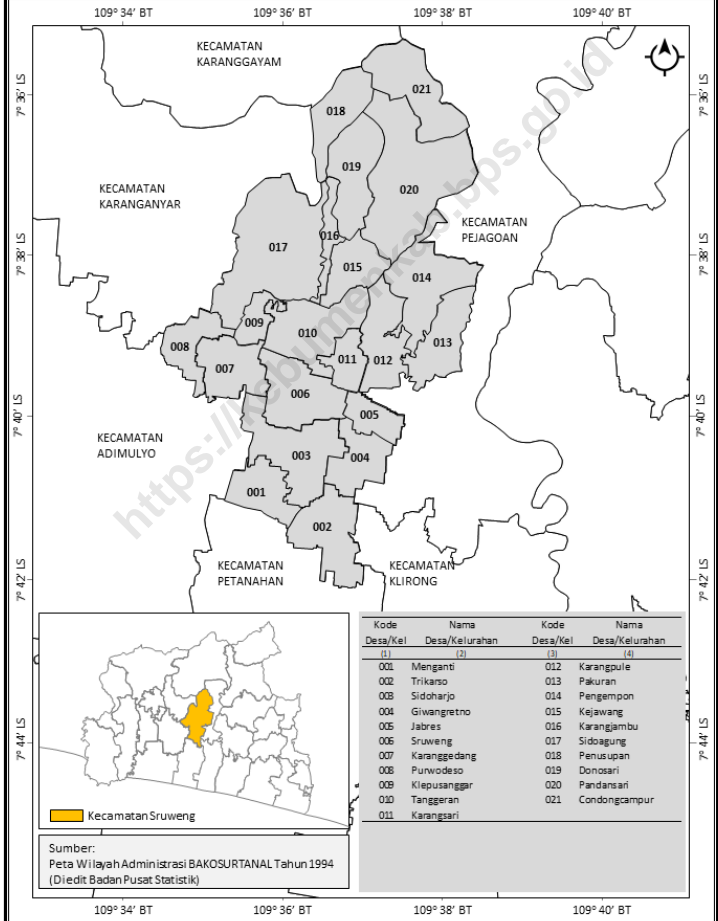 109° 34' BT 109° 36' BT 109° 38' BT 109° 40' BT
KECAMATAN
KARANGGAYAM
021
7° 36' LS
7° 36' LS
018
019
020
KECAMATAN
KARANGANYAR
KECAMATAN
PEJAGOAN
016
017
7° 38' LS
7° 38' LS
015
014
009
010
013
008
011
012
007
006
005
7° 40' LS
7° 40' LS
KECAMATAN
ADIMULYO
003
004
001
002
KECAMATAN
PETANAHAN
KECAMATAN
KLIRONG
7° 42' LS
7° 42' LS
https://kebumenkab.bps.go.id
Kode Nama Kode Nama
Desa/Kel Desa/Kelurahan Desa/Kel Desa/Kelurahan
(1) (2) (3) (4)
001 Menganti 012 Karangpule
002 Trikarso 013 Pakuran
003 Sidoharjo 014 Pengempon
004 Giwangretno 015 Kejawang
005 Jabres 016 Karangjambu
006 Sruweng 017 Sidoagung
007 Karanggedang 018 Penusupan
008 Purwodeso 019 Donosari
009 Klepusanggar 020 Pandansari
010 Tanggeran 021 Condongcampur
011 Karangsari
7° 44' LS
7° 44' LS
Kecamatan Sruweng
Sumber:
Peta Wilayah Administrasi BAKOSURTANAL Tahun 1994
(Diedit Badan Pusat Statistik)
109° 34' BT 109° 36' BT 109° 38' BT 109° 40' BT